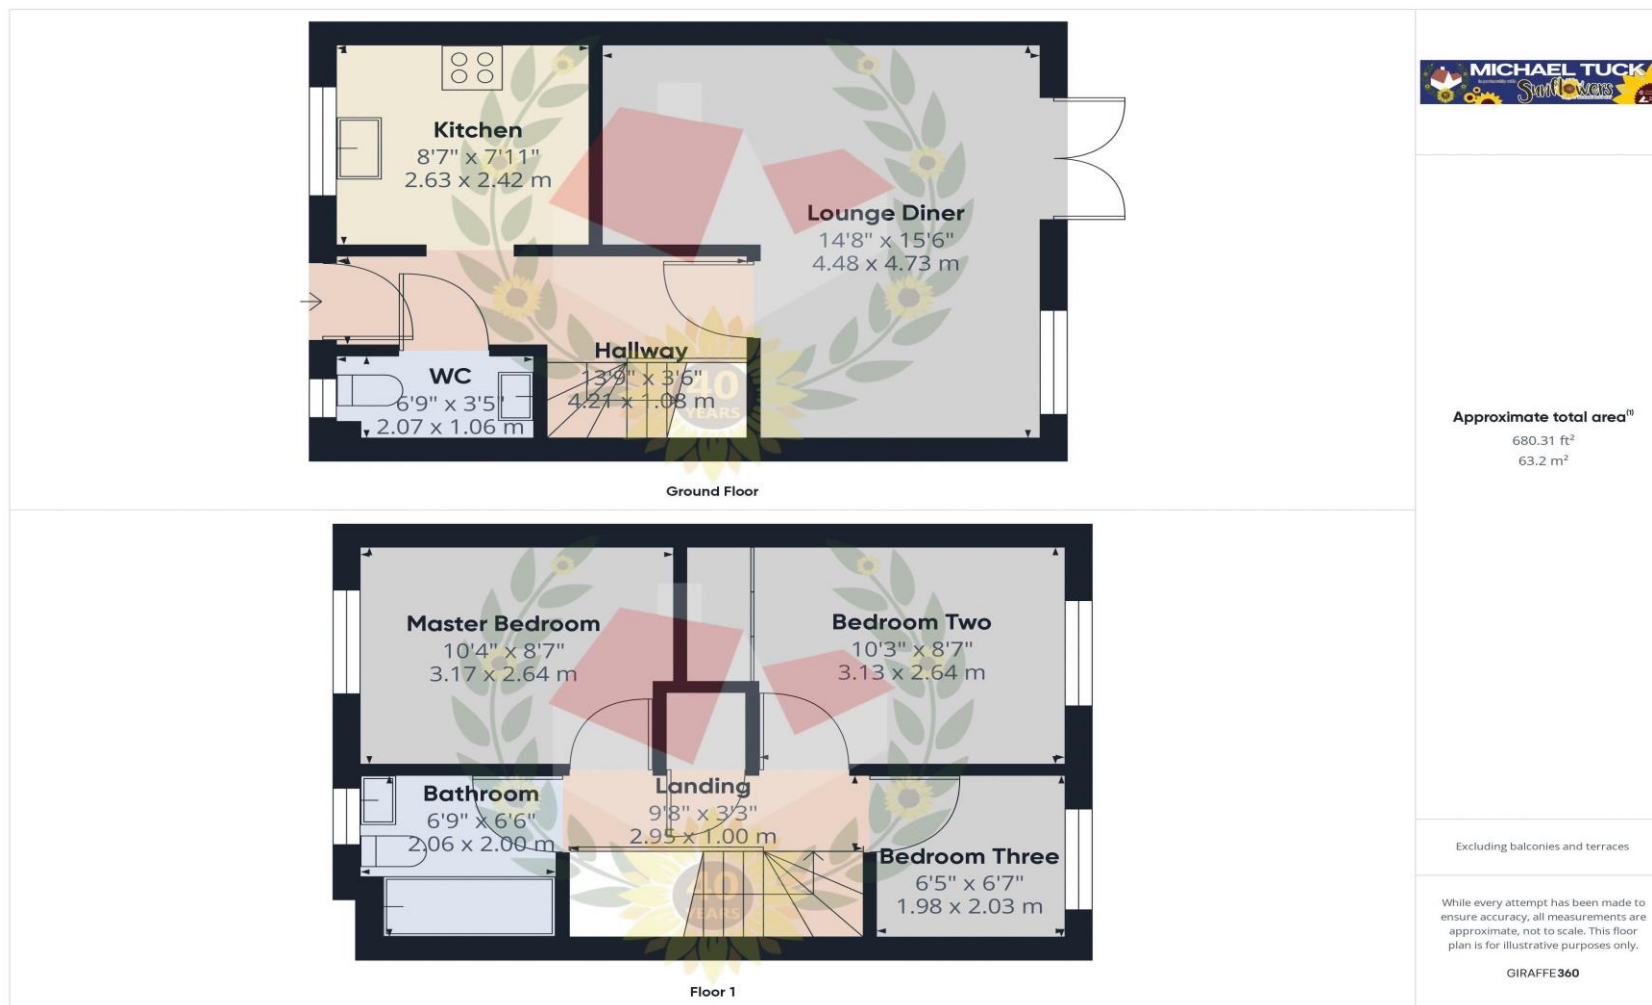 Kitchen
8'7" x 7'11"
2.63 x 2.42 m
Lounge Diner
14'8" x 15'6"
4.48 x 4.73 m
Hallway
13'9" x 3'6"
4.21 x 1.08 m
WC
6'9" x 3'5"
2.07 x 1.06 m
40
YEARS
Ground Floor
Master Bedroom
10'4" x 8'7"
3.17 x 2.64 m
Bedroom Two
10'3" x 8'7"
3.13 x 2.64 m
Bathroom
6'9" x 6'6"
2.06 x 2.00 m
Landing
9'8" x 3'3"
2.95 x 1.00 m
Bedroom Three
6'5" x 6'7"
1.98 x 2.03 m
40
YEARS
Floor 1
MICHAEL TUCK
Sunflowers
Approximate total area⁽¹⁾
680.31 ft²
63.2 m²
Excluding balconies and terraces
While every attempt has been made to
ensure accuracy, all measurements are
approximate, not to scale. This floor
plan is for illustrative purposes only.
GIRAFFE360